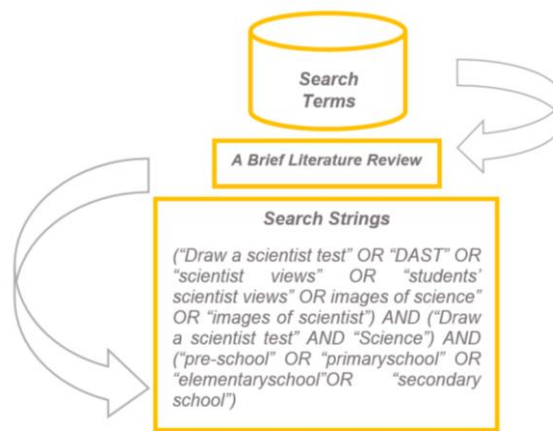 Search
Terms
A Brief Literature Review
Search Strings
(“Draw a scientist test” OR “DAST” OR
“scientist views” OR “students’
scientist views” OR images of science”
OR “images of scientist”) AND (“Draw
a scientist test” AND “Science”) AND
(“pre-school” OR “primaryschool” OR
“elementaryschool”OR “secondary
school”)